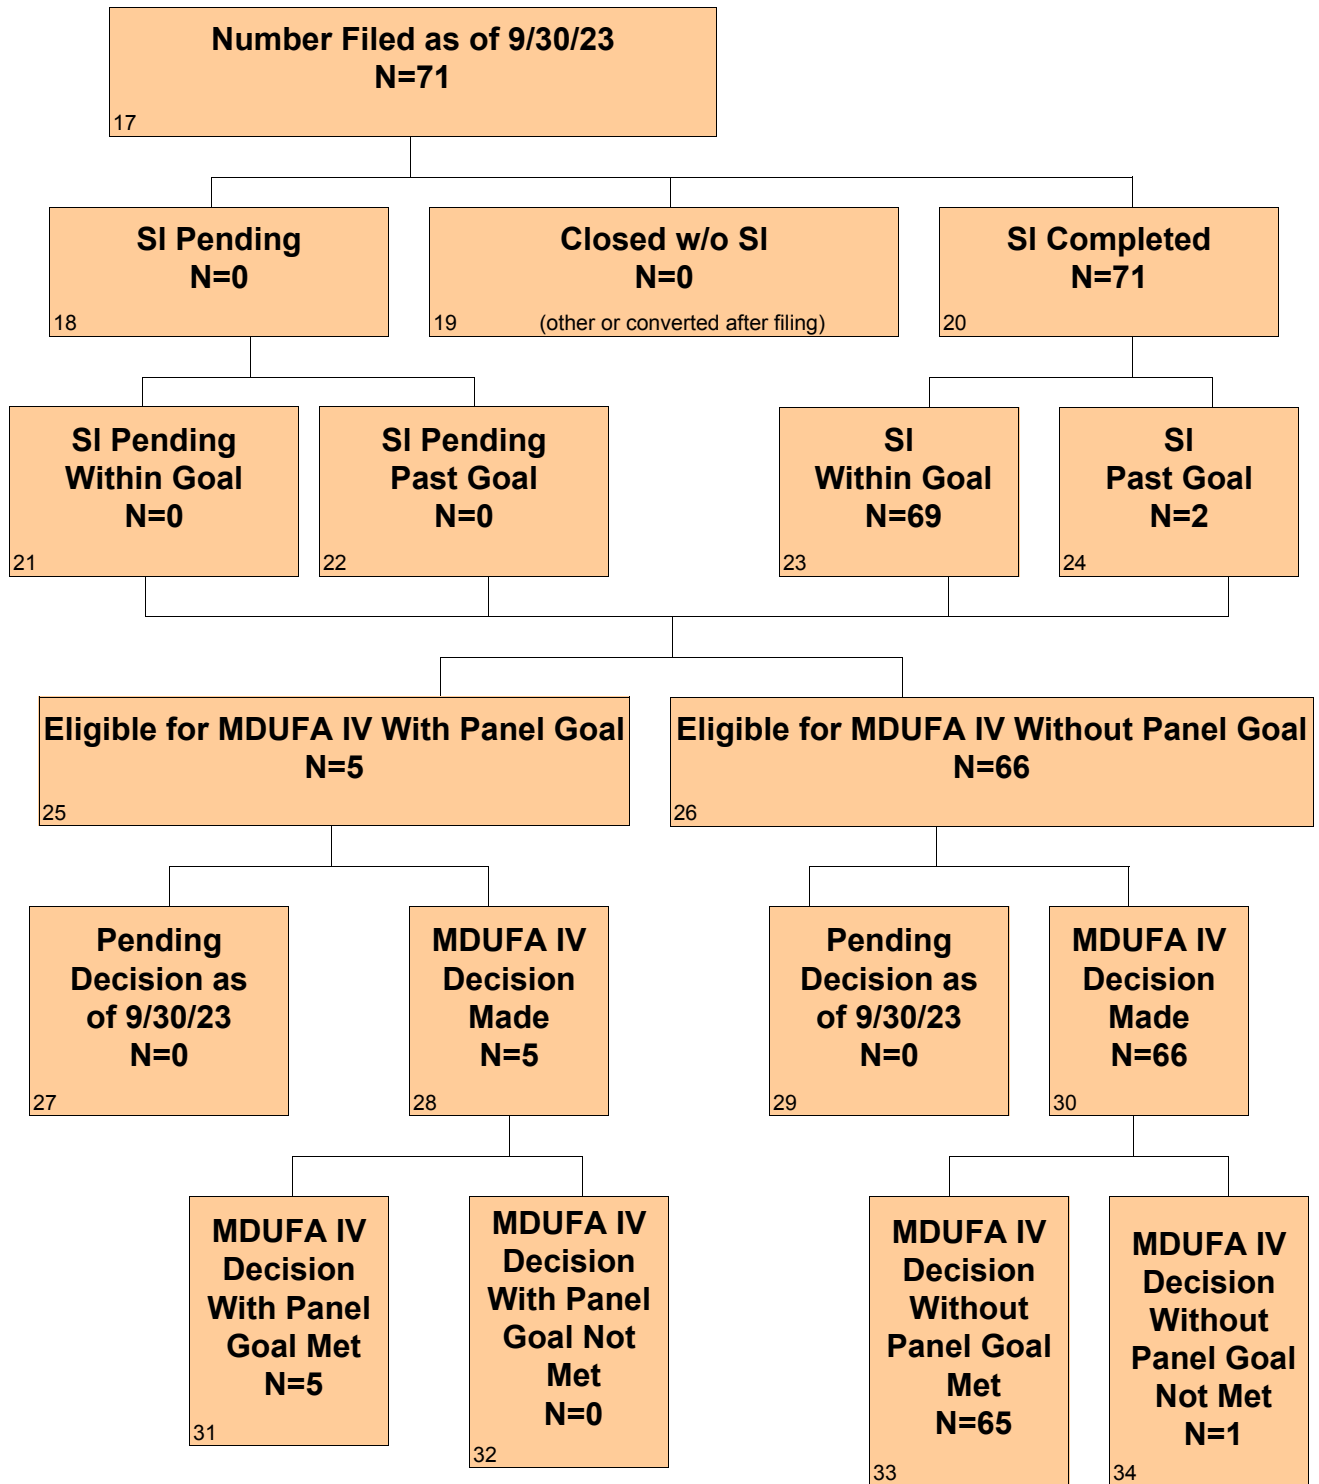 Number Filed as of 9/30/23
N=71
17
SI Pending
N=0
18
Closed w/o SI
N=0
19 (other or converted after filing)
SI Completed
N=71
20
SI Pending
Within Goal
N=0
21
SI Pending
Past Goal
N=0
22
SI
Within Goal
N=69
23
SI
Past Goal
N=2
24
Eligible for MDUFA IV With Panel Goal
N=5
25
Eligible for MDUFA IV Without Panel Goal
N=66
26
Pending
Decision as
of 9/30/23
N=0
27
MDUFA IV
Decision
Made
N=5
28
Pending
Decision as
of 9/30/23
N=0
29
MDUFA IV
Decision
Made
N=66
30
MDUFA IV
Decision
With Panel
Goal Met
N=5
31
MDUFA IV
Decision
With Panel
Goal Not
Met
N=0
32
MDUFA IV
Decision
Without
Panel Goal
Met
N=65
33
MDUFA IV
Decision
Without
Panel Goal
Not Met
N=1
34